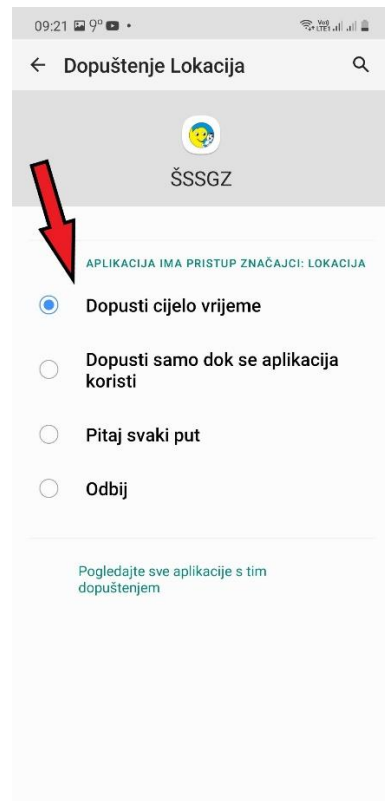 09:21 9°
Dopuštenje Lokacija
ŠSSGZ
APLIKACIJA IMA PRISTUP ZNAČAJCI: LOKACIJA
Dopusti cijelo vrijeme
Dopusti samo dok se aplikacija
koristi
Pitaj svaki put
Odbij
Pogledajte sve aplikacije s tim
dopuštenjem